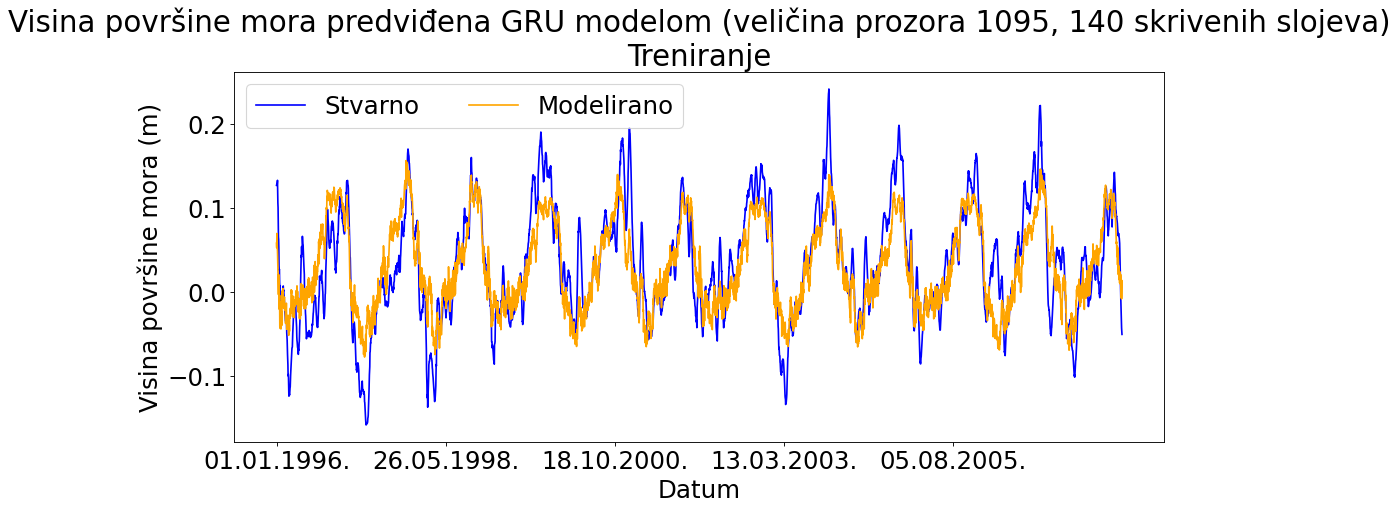 Visina površine mora predviđena GRU modelom (veličina prozora 1095, 140 skrivenih slojeva)
Treniranje
Stvarno Modelirano
Visina površine mora (m)
0.2
0.1
0.0
−0.1
01.01.1996. 26.05.1998. 18.10.2000. 13.03.2003. 05.08.2005.
Datum